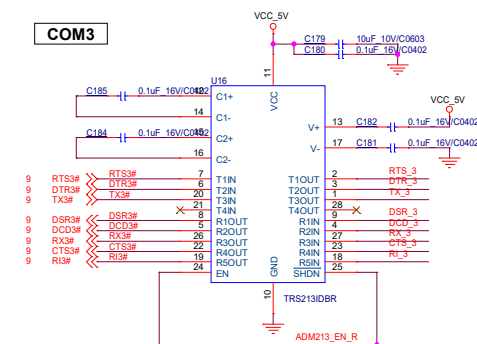 VCC_5V
COM3
C179 10uF_10V/C0603
C180 0.1uF_16V/C0402
U16
11
VCC
C185 0.1uF_16V/C0402
12 C1+
14 C1-
VCC_5V
C184 0.1uF_16V/C0402
15 C2+
V+ 13 C182 0.1uF_16V/C0402
16 C2-
V- 17 C181 0.1uF_16V/C0402
9 RTS3# RTS3# 7 T1IN T1OUT 2 RTS_3
9 DTR3# DTR3# 6 T2IN T2OUT 3 DTR_3
9 TX3# TX3# 20 T3IN T3OUT 1 TX_3
21 T4IN T4OUT 28
9 DSR3# DSR3# 8 R1OUT R1IN 9 DSR_3
9 DCD3# DCD3# 5 R2OUT R2IN 4 DCD_3
9 RX3# RX3# 26 R3OUT R3IN 27 RX_3
9 CTS3# CTS3# 22 R4OUT R4IN 23 CTS_3
9 RI3# RI3# 19 R5OUT R5IN 18 RI_3
24 EN SHDN 25
GND
10
TRS213IDBR
ADM213_EN_R